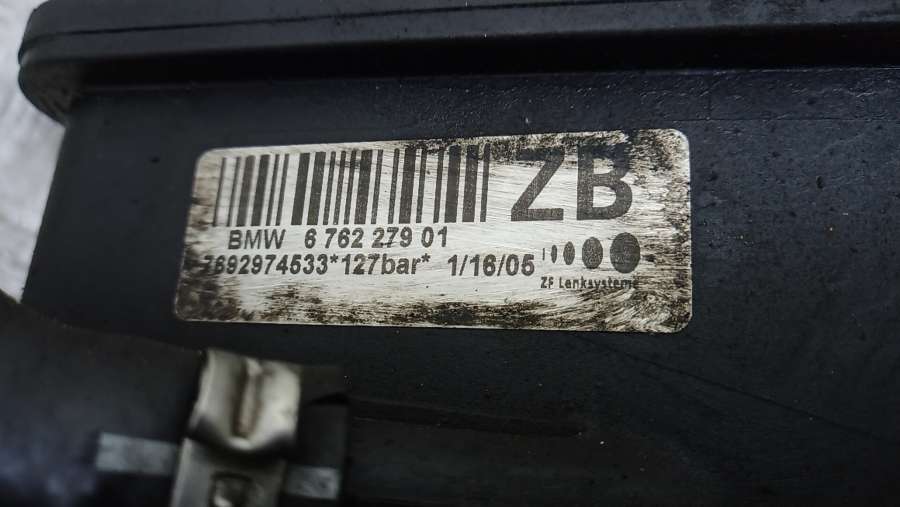 ZB
BMW 6 762 279 01
7692974533*127bar* 1/16/05
ZF Lenksysteme